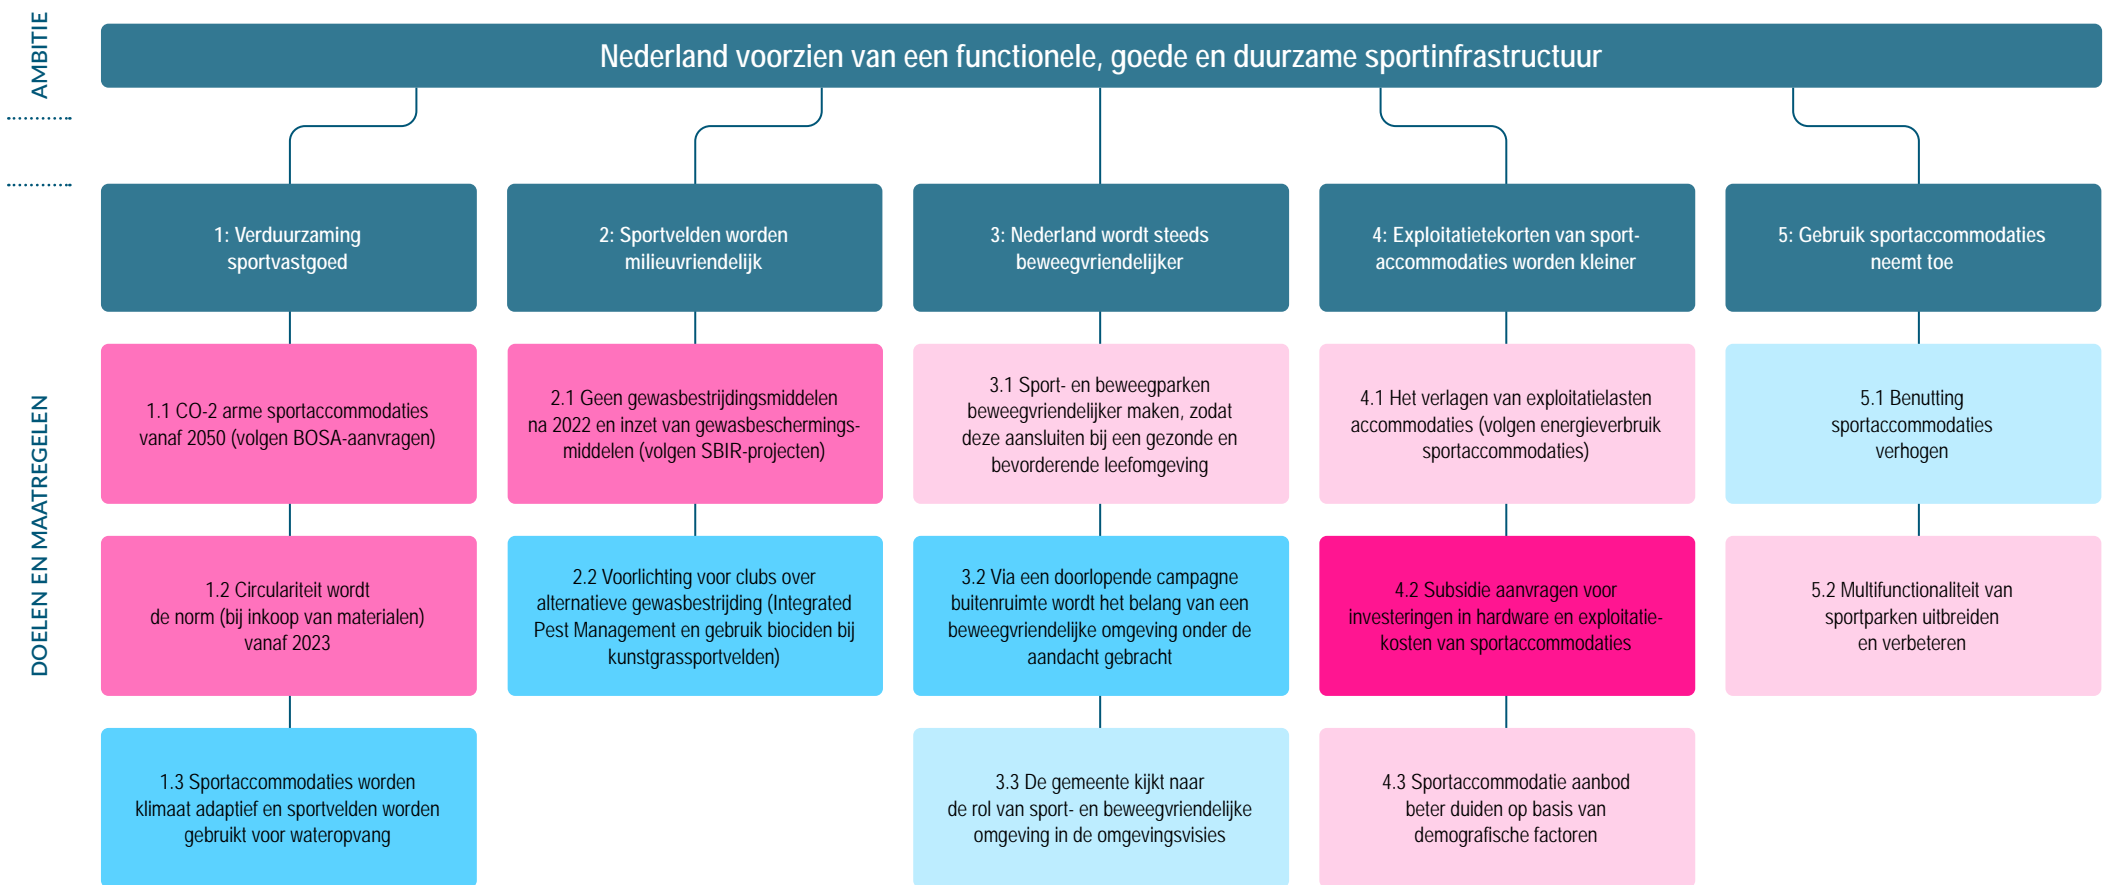 AMBITIE
Nederland voorzien van een functionele, goede en duurzame sportinfrastructuur
DOELEN EN MAATREGELEN
1: Verduurzaming
sportvastgoed
2: Sportvelden worden
milieuvriendelijk
3: Nederland wordt steeds
beweegvriendelijker
4: Exploitatietekorten van sport-
accommodaties worden kleiner
5: Gebruik sportaccommodaties
neemt toe
1.1 CO-2 arme sportaccommodaties
vanaf 2050 (volgen BOSA-aanvragen)
2.1 Geen gewasbestrijdingsmiddelen
na 2022 en inzet van gewasbeschermings-
middelen (volgen SBIR-projecten)
3.1 Sport- en beweegparken
beweegvriendelijker maken, zodat
deze aansluiten bij een gezonde en
bevorderende leefomgeving
4.1 Het verlagen van exploitatielasten
accommodaties (volgen energieverbruik
sportaccommodaties)
5.1 Benutting
sportaccommodaties
verhogen
1.2 Circulariteit wordt
de norm (bij inkoop van materialen)
vanaf 2023
2.2 Voorlichting voor clubs over
alternatieve gewasbestrijding (Integrated
Pest Management en gebruik biociden bij
kunstgrassportvelden)
3.2 Via een doorlopende campagne
buitenruimte wordt het belang van een
beweegvriendelijke omgeving onder de
aandacht gebracht
4.2 Subsidie aanvragen voor
investeringen in hardware en exploitatie-
kosten van sportaccommodaties
5.2 Multifunctionaliteit van
sportparken uitbreiden
en verbeteren
1.3 Sportaccommodaties worden
klimaat adaptief en sportvelden worden
gebruikt voor wateropvang
3.3 De gemeente kijkt naar
de rol van sport- en beweegvriendelijke
omgeving in de omgevingsvisies
4.3 Sportaccommodatie aanbod
beter duiden op basis van
demografische factoren